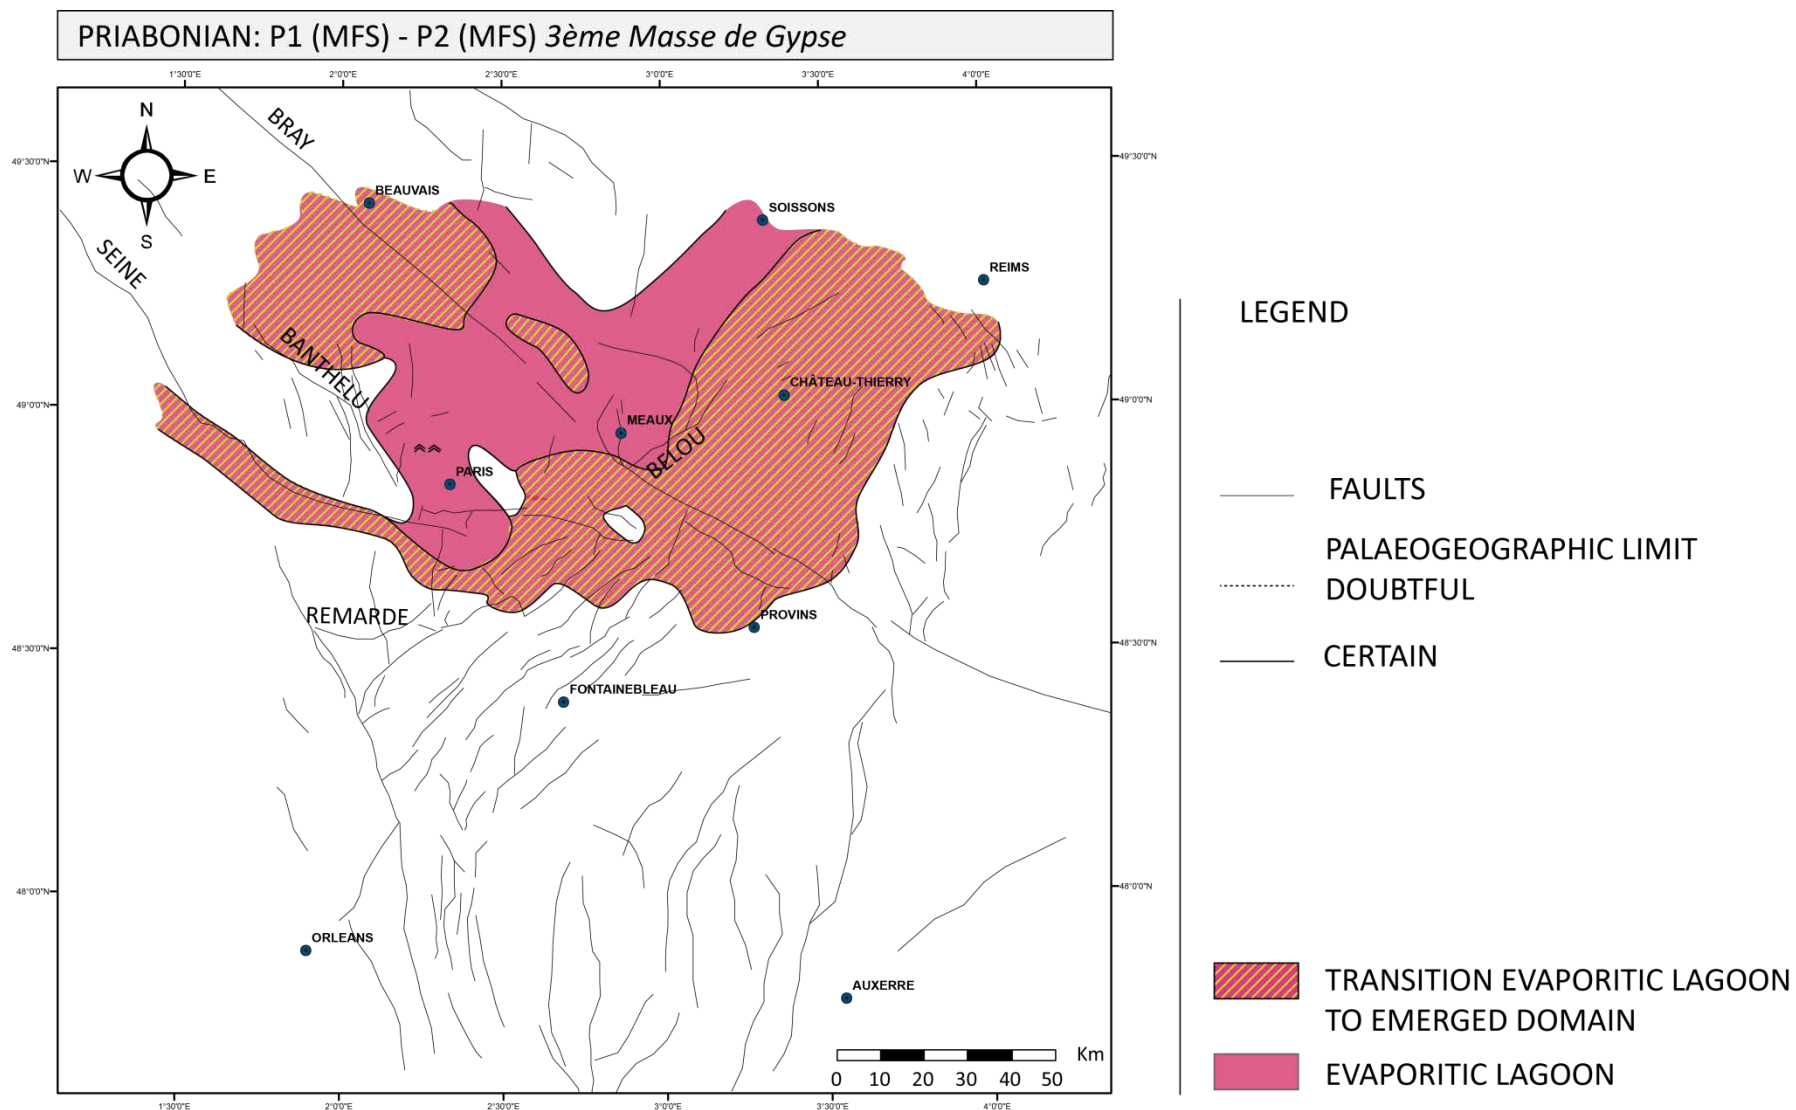 PRIABONIAN: P1 (MFS) - P2 (MFS) 3ème Masse de Gypse
1°30'0"E 2°0'0"E 2°30'0"E 3°0'0"E 3°30'0"E 4°0'0"E
N
W E
S
49°30'0"N 49°30'0"N
BRAY
BEAUVAIS
SOISSONS
SEINE
REIMS
LEGEND
BANTHELU
CHÂTEAU-THIERRY
49°0'0"N 49°0'0"N
MEAUX
BELOU
PARIS
FAULTS
PALAEOGEOGRAPHIC LIMIT
DOUBTFUL
REMARDE
PROVINS
48°30'0"N 48°30'0"N
CERTAIN
FONTAINEBLEAU
48°0'0"N 48°0'0"N
ORLEANS
AUXERRE
TRANSITION EVAPORITIC LAGOON
TO EMERGED DOMAIN
Km
0 10 20 30 40 50
EVAPORITIC LAGOON
1°30'0"E 2°0'0"E 2°30'0"E 3°0'0"E 3°30'0"E 4°0'0"E